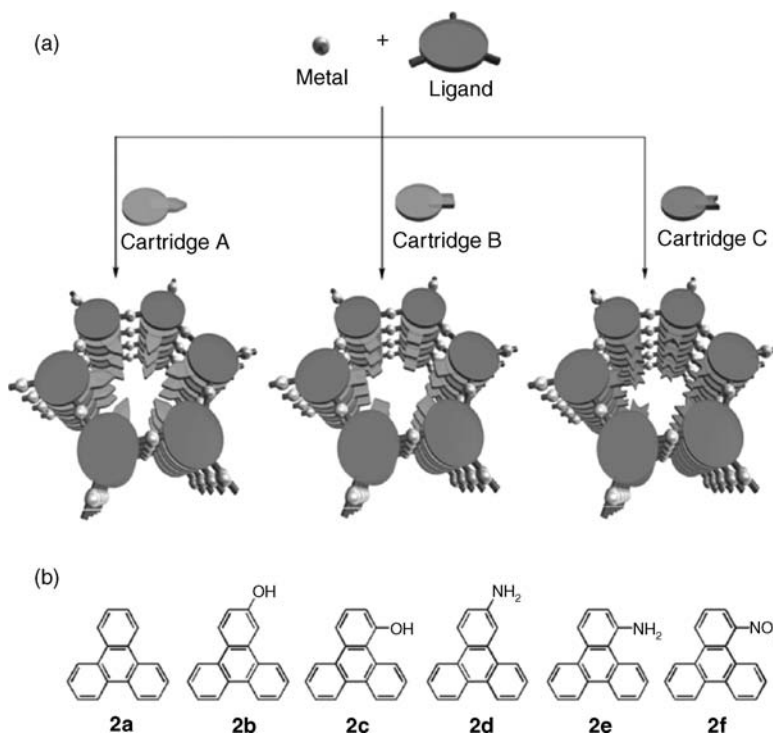 (a)
+
Metal
Ligand
Cartridge A
Cartridge B
Cartridge C
(b)
OH
OH
NH₂
NH₂
NO
2a
2b
2c
2d
2e
2f